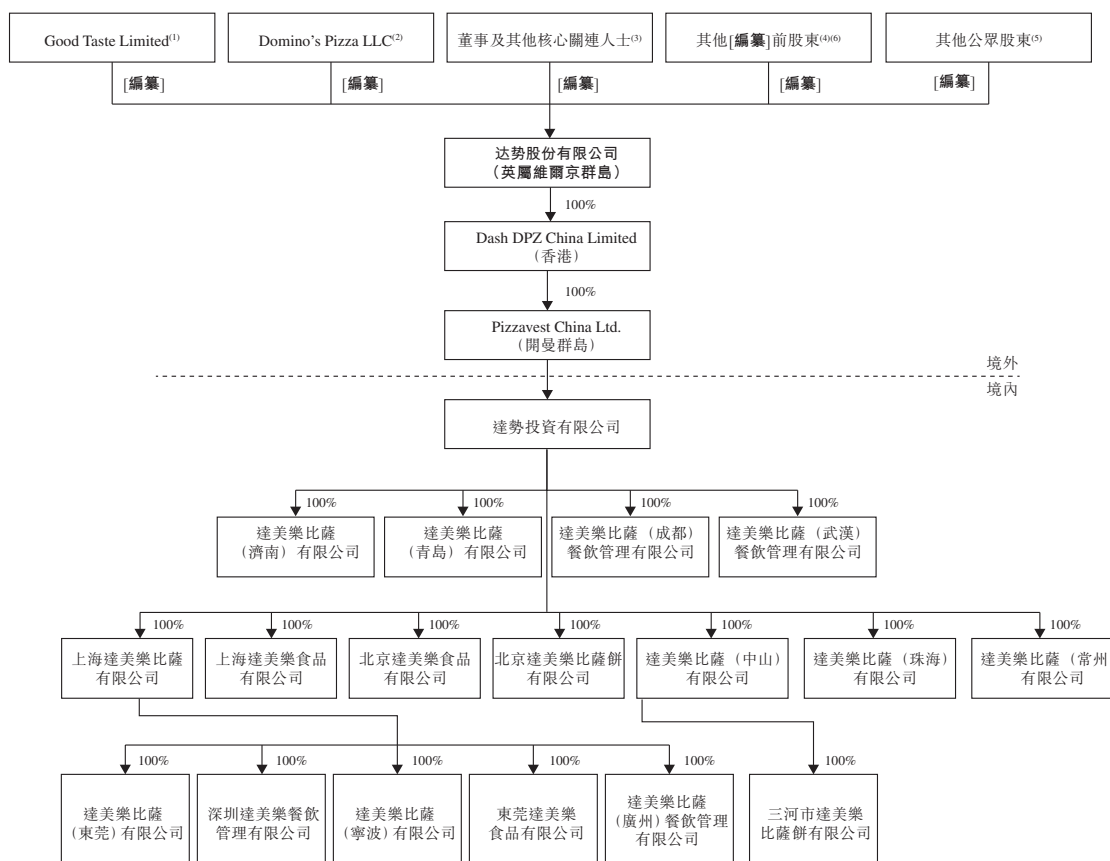 Good Taste Limited(1)
Domino's Pizza LLC(2)
董事及其他核心關連人士(3)
其他[編纂]前股東(4)(6)
其他公眾股東(5)
[編纂]
[編纂]
[編纂]
[編纂]
[編纂]
达势股份有限公司
（英屬維爾京群島）
100%
Dash DPZ China Limited
（香港）
100%
Pizzavest China Ltd.
（開曼群島）
境外
境內
達勢投資有限公司
100%
100%
100%
100%
達美樂比薩
（濟南）有限公司
達美樂比薩
（青島）有限公司
達美樂比薩（成都）
餐飲管理有限公司
達美樂比薩（武漢）
餐飲管理有限公司
100%
100%
100%
100%
100%
100%
100%
上海達美樂比薩
有限公司
上海達美樂食品
有限公司
北京達美樂食品
有限公司
北京達美樂比薩餅
有限公司
達美樂比薩（中山）
有限公司
達美樂比薩（珠海）
有限公司
達美樂比薩（常州
有限公司
100%
100%
100%
100%
100%
100%
達美樂比薩
（東莞）有限公司
深圳達美樂餐飲
管理有限公司
達美樂比薩
（寧波）有限公司
東莞達美樂
食品有限公司
達美樂比薩
（廣州）餐飲管理
有限公司
三河市達美樂
比薩餅有限公司